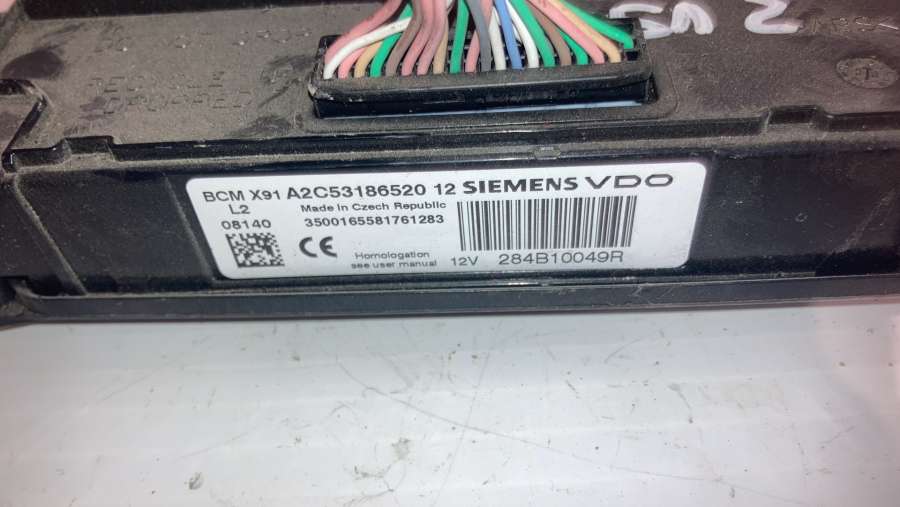 BCM X91 A2C53186520 12 SIEMENS VDO
L2 Made in Czech Republic
08140 3500165581761283
CE Homologation
see user manual 12V 284B10049R